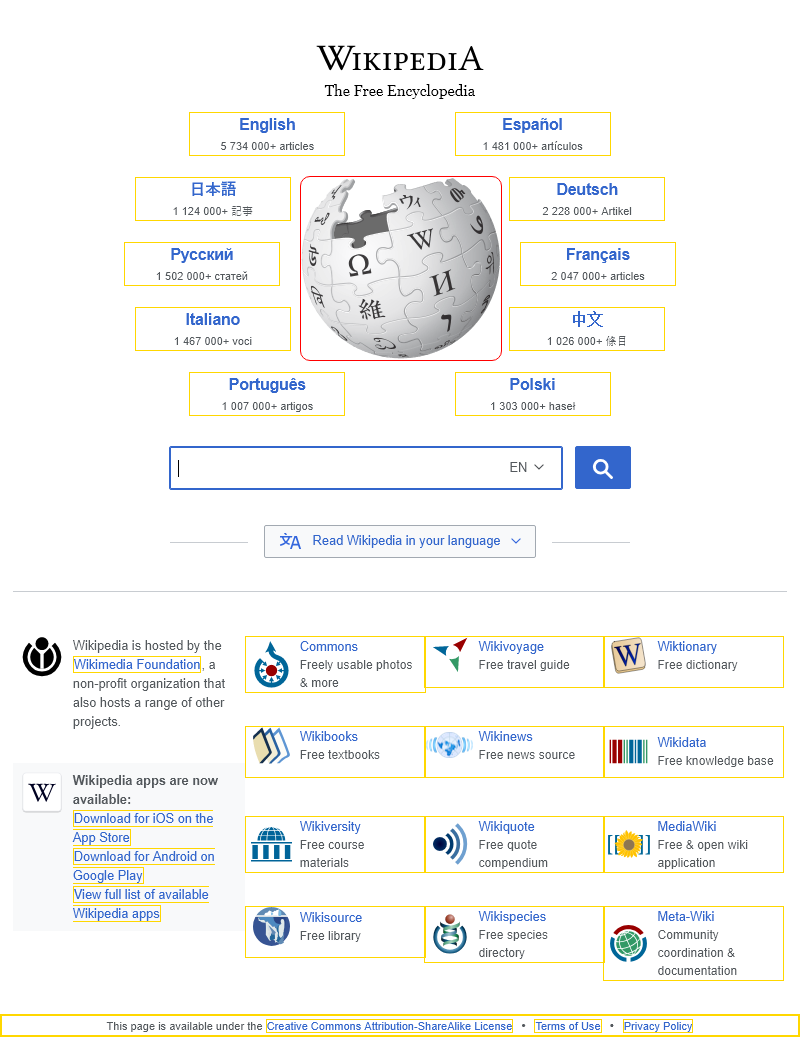 WIKIPEDIA
The Free Encyclopedia
English
5 734 000+ articles
Español
1 481 000+ artículos
日本語
1 124 000+ 記事
Deutsch
2 228 000+ Artikel
Русский
1 502 000+ статей
Français
2 047 000+ articles
Italiano
1 467 000+ voci
中文
1 026 000+ 條目
Português
1 007 000+ artigos
Polski
1 303 000+ haseł
Ω
W
ウィ
И
維
EN
文A Read Wikipedia in your language
Wikipedia is hosted by the
Wikimedia Foundation, a
non-profit organization that
also hosts a range of other
projects.
W
Wikipedia apps are now
available:
Download for iOS on the
App Store
Download for Android on
Google Play
View full list of available
Wikipedia apps
Commons
Freely usable photos
& more
Wikivoyage
Free travel guide
W
Wiktionary
Free dictionary
Wikibooks
Free textbooks
Wikinews
Free news source
Wikidata
Free knowledge base
Wikiversity
Free course
materials
Wikiquote
Free quote
compendium
MediaWiki
Free & open wiki
application
Wikisource
Free library
Wikispecies
Free species
directory
Meta-Wiki
Community
coordination &
documentation
This page is available under the Creative Commons Attribution-ShareAlike License • Terms of Use • Privacy Policy